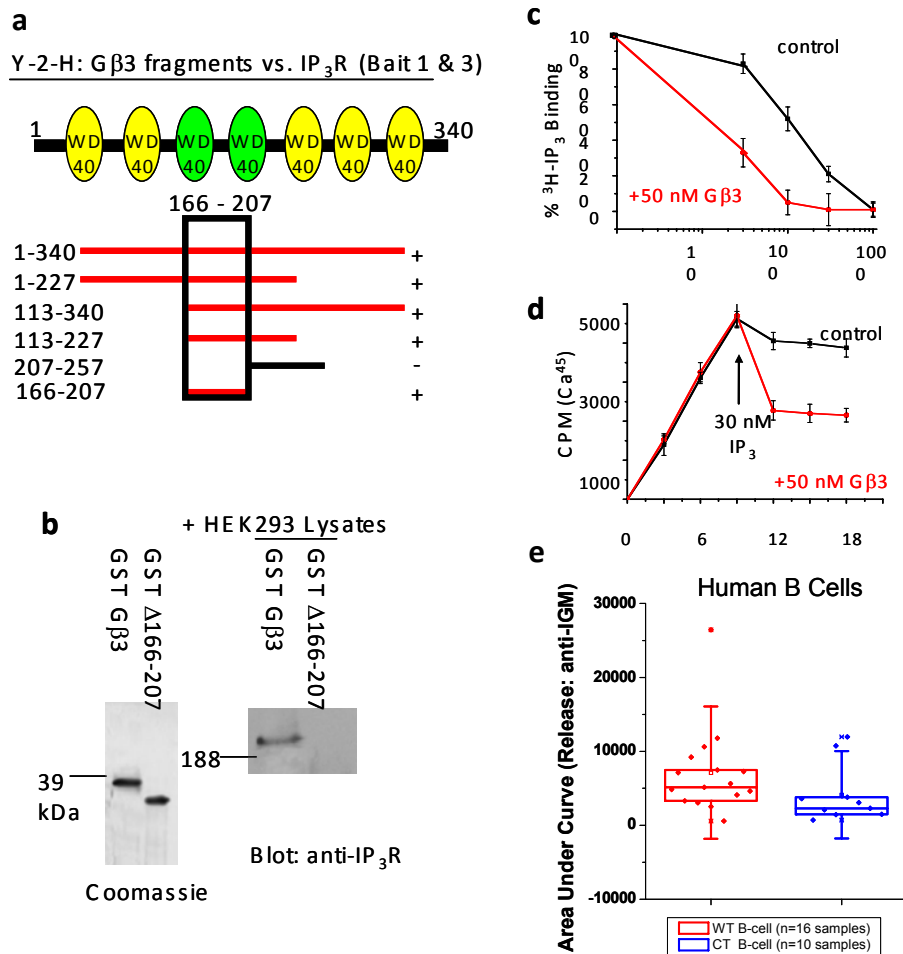 a
Y-2-H: Gβ3 fragments vs. IP3R (Bait 1 & 3)
1
340
WD 40
WD 40
WD 40
WD 40
WD 40
WD 40
WD 40
166 - 207
1-340 +
1-227 +
113-340 +
113-227 +
207-257 -
166-207 +
b
+ HEK293 Lysates
GST Gβ3
GST Δ166-207
GST Gβ3
GST Δ166-207
39
kDa
188
Coomassie
Blot: anti-IP3R
c
% ³H-IP3 Binding
10
0
8 0
6 0
4 0
2 0
0
control
+50 nM Gβ3
1
0
10
0
100
0
d
CPM (Ca45)
5000
3000
1000
control
30 nM
IP3
+50 nM Gβ3
0 6 12 18
e
Human B Cells
Area Under Curve (Release: anti-IGM)
30000
20000
10000
0
-10000
WT B-cell (n=16 samples)
CT B-cell (n=10 samples)